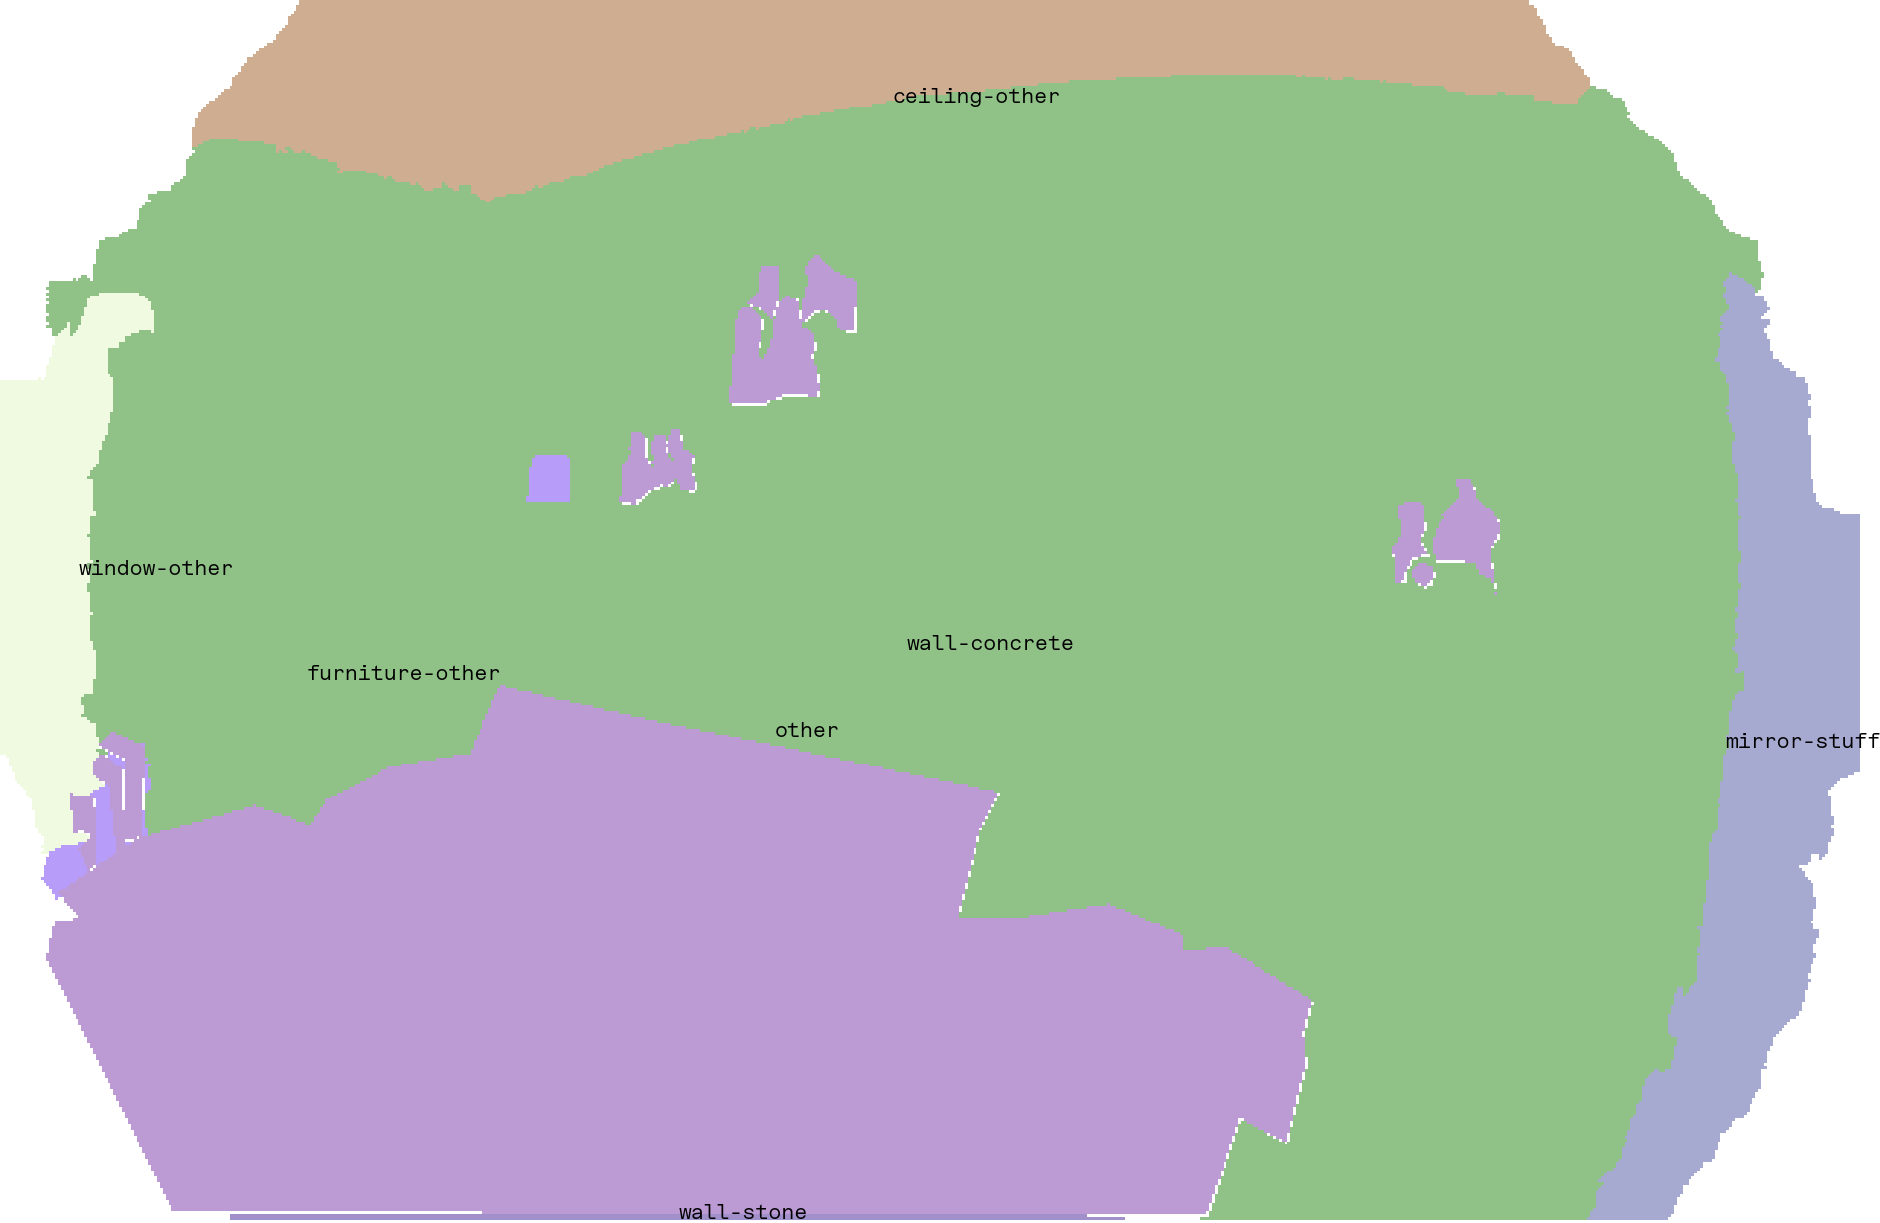 ceiling-other
window-other
wall-concrete
furniture-other
other
mirror-stuff
wall-stone